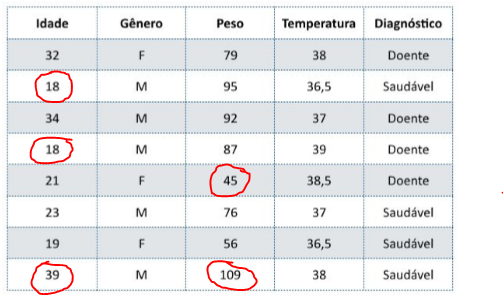 Idade Gênero Peso Temperatura Diagnóstico
32 F 79 38 Doente
18 M 95 36,5 Saudável
34 M 92 37 Doente
18 M 87 39 Doente
21 F 45 38,5 Doente
23 M 76 37 Saudável
19 F 56 36,5 Saudável
39 M 109 38 Saudável